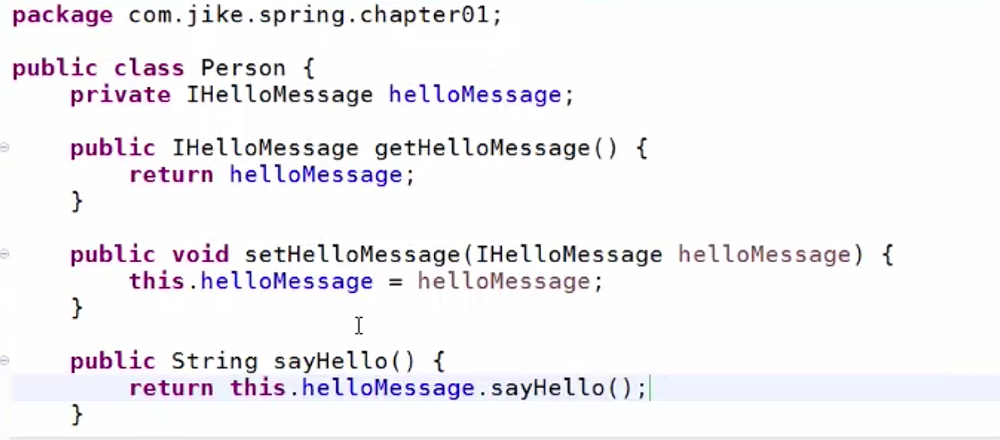 package com.jike.spring.chapter01;
public class Person {
private IHelloMessage helloMessage;
public IHelloMessage getHelloMessage() {
return helloMessage;
}
public void setHelloMessage(IHelloMessage helloMessage) {
this.helloMessage = helloMessage;
}
public String sayHello() {
return this.helloMessage.sayHello();
}